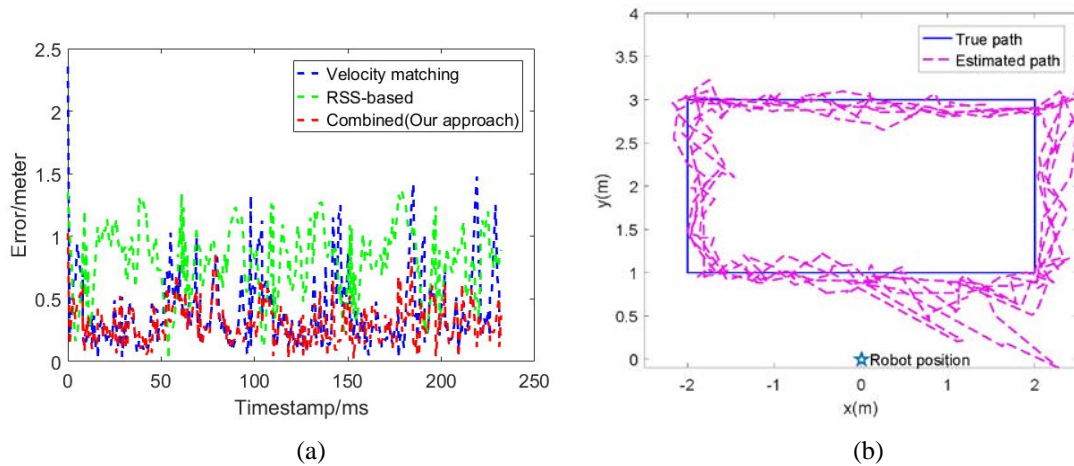 2.5
2
1.5
1
0.5
0
0
50
100
150
200
250
Error/meter
Timestamp/ms
Velocity matching
RSS-based
Combined(Our approach)
(a)
4
3.5
3
2.5
2
1.5
1
0.5
0
-2
-1
0
1
2
y(m)
x(m)
True path
Estimated path
Robot position
(b)